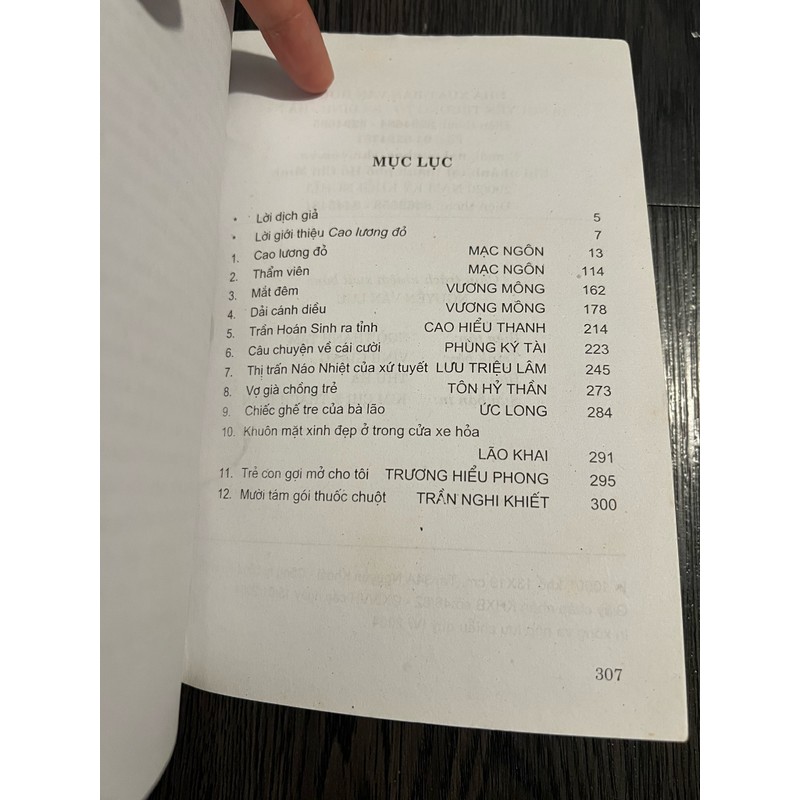 MỤC LỤC
• Lời dịch giả 5
• Lời giới thiệu Cao lương đỏ 7
1. Cao lương đỏ MẠC NGÔN 13
2. Thẩm viên MẠC NGÔN 114
3. Mắt đêm VƯƠNG MÔNG 162
4. Dải cánh diều VƯƠNG MÔNG 178
5. Trần Hoán Sinh ra tỉnh CAO HIỂU THANH 214
6. Câu chuyện về cái cười PHÙNG KÝ TÀI 223
7. Thị trấn Náo Nhiệt của xứ tuyết LƯU TRIỆU LÂM 245
8. Vợ già chồng trẻ TÔN HỶ THẦN 273
9. Chiếc ghế tre của bà lão ỨC LONG 284
10. Khuôn mặt xinh đẹp ở trong cửa xe hỏa
LÃO KHAI 291
11. Trẻ con gợi mở cho tôi TRƯƠNG HIỂU PHONG 295
12. Mười tám gói thuốc chuột TRẦN NGHI KHIẾT 300
307